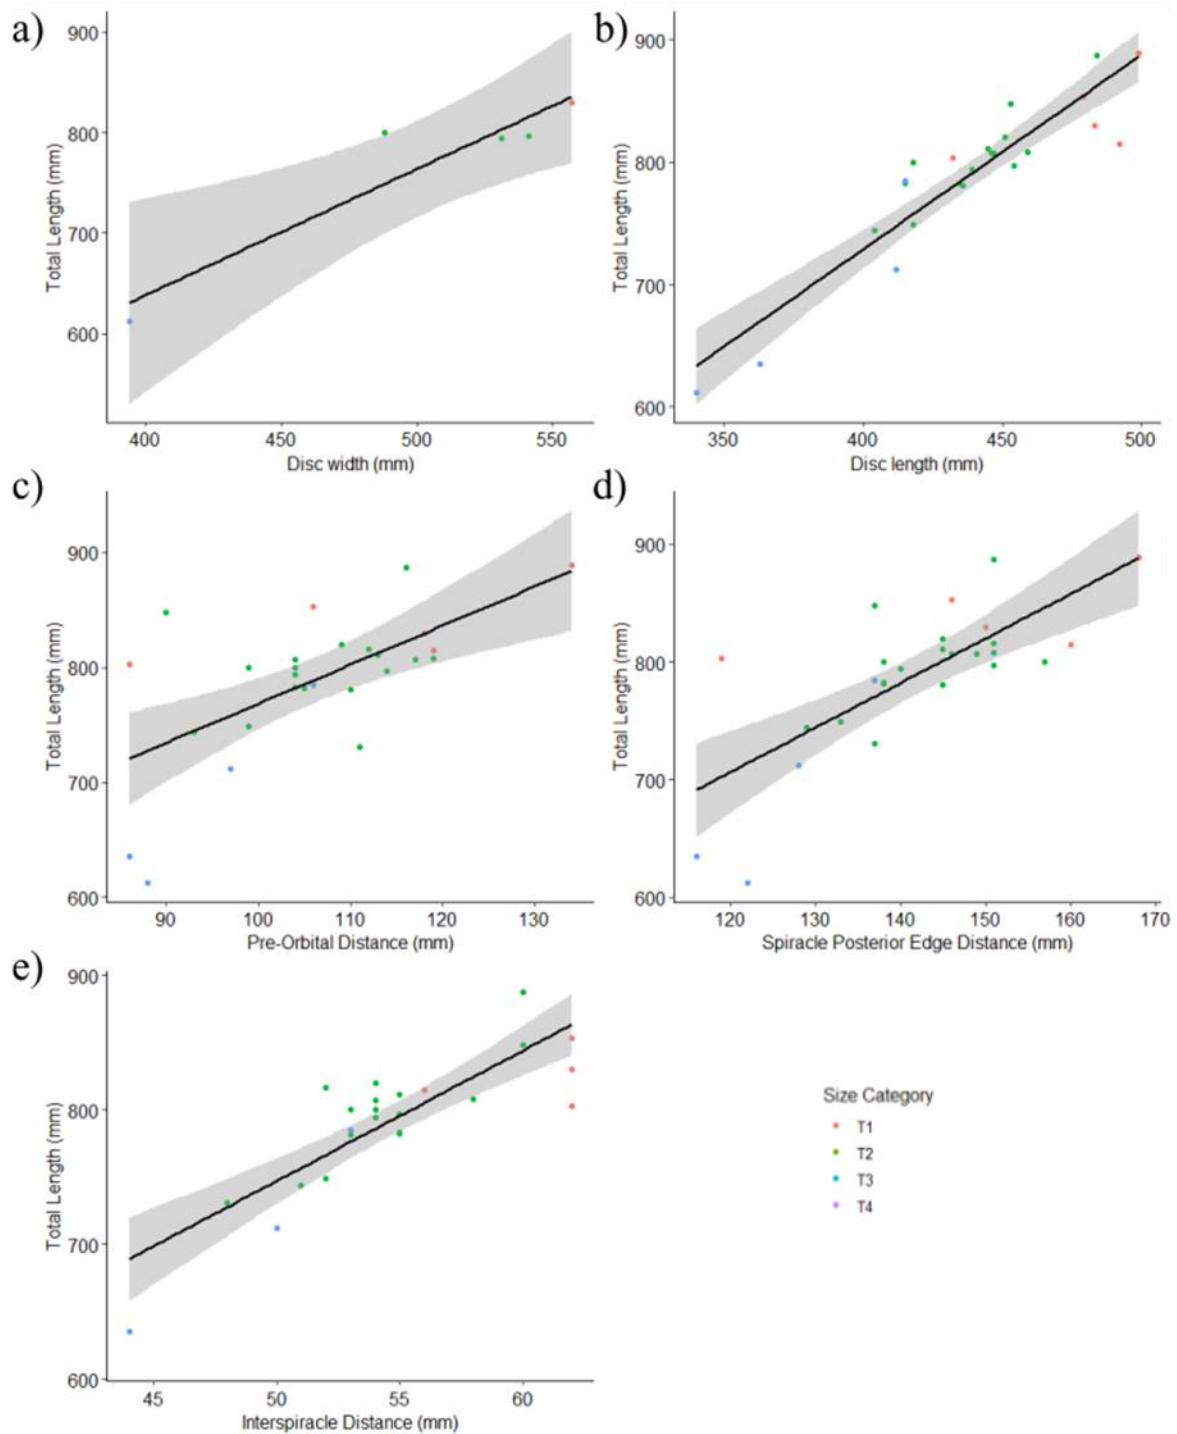 a)
900
800
700
600
Total Length (mm)
400 450 500 550
Disc width (mm)
b)
900
800
700
600
Total Length (mm)
350 400 450 500
Disc length (mm)
c)
900
800
700
600
Total Length (mm)
90 100 110 120 130
Pre-Orbital Distance (mm)
d)
900
800
700
600
Total Length (mm)
120 130 140 150 160 170
Spiracle Posterior Edge Distance (mm)
e)
900
800
700
600
Total Length (mm)
45 50 55 60
Interspiracle Distance (mm)
Size Category
T1
T2
T3
T4